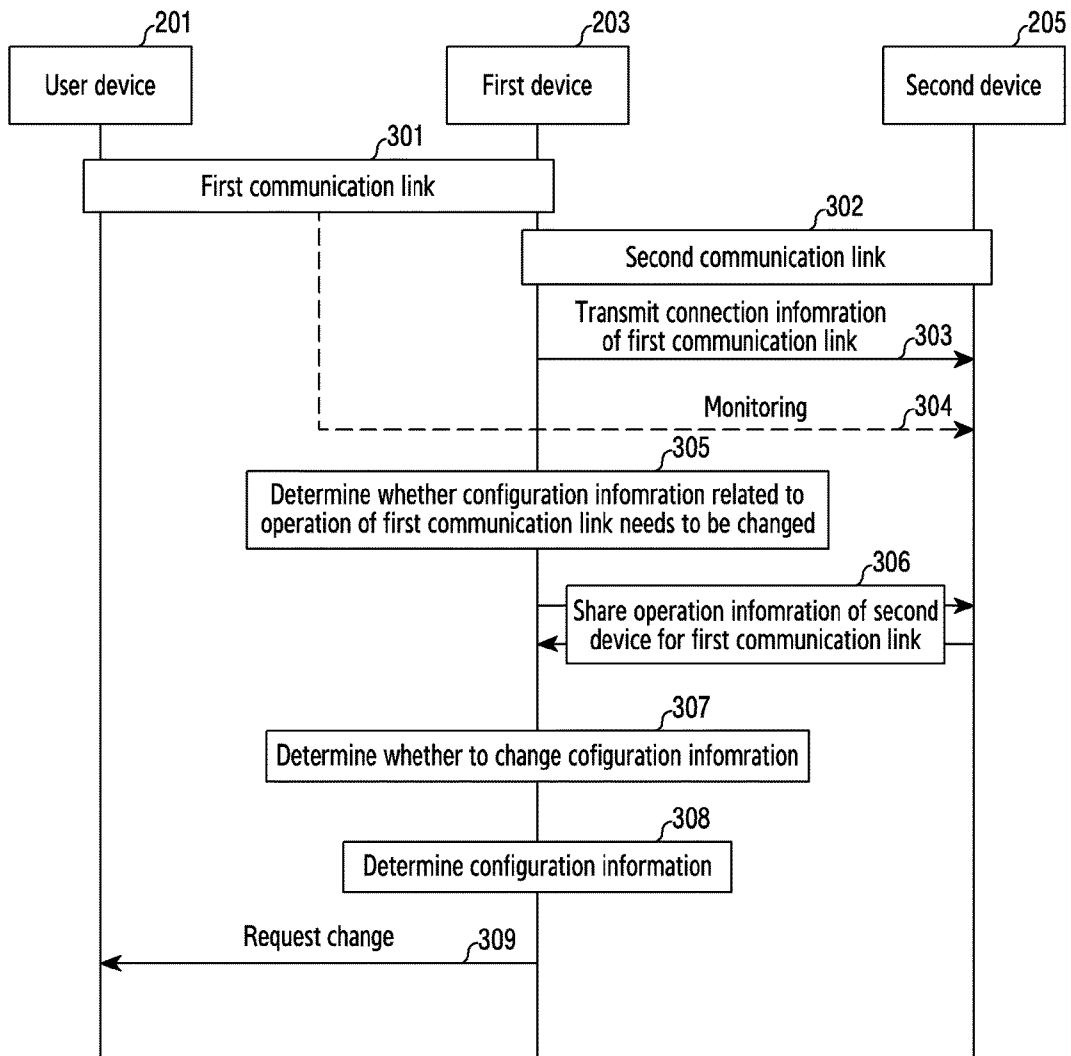 201
203
205
User device
First device
Second device
301
First communication link
302
Second communication link
Transmit connection infomration
of first communication link
303
Monitoring
304
305
Determine whether configuration infomration related to
operation of first communication link needs to be changed
306
Share operation infomration of second
device for first communication link
307
Determine whether to change cofiguration infomration
308
Determine configuration information
Request change
309